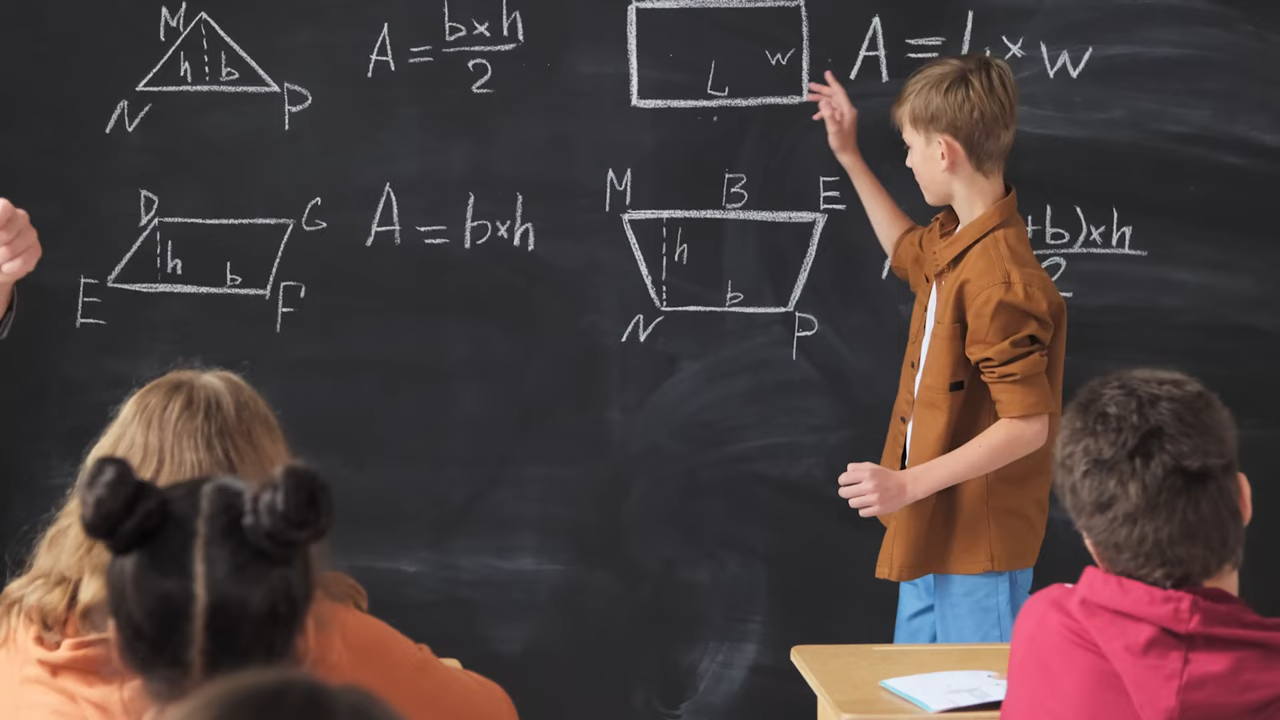 M
h b
N P
A = b×h
2
W
L
A = L × W
D G
h
b
E F
A = b×h
M B E
h
b
N P
+b)×h
2